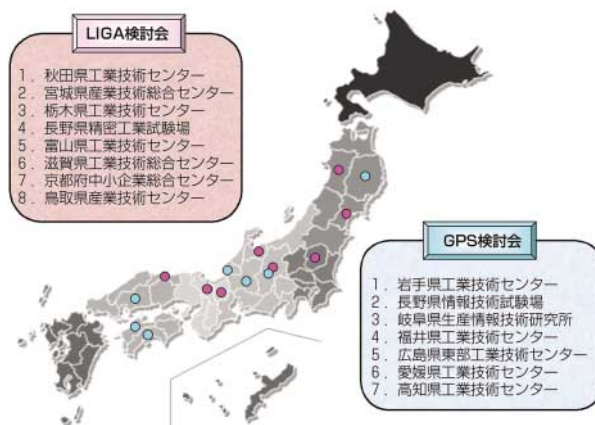 LIGA検討会
1．秋田県工業技術センター
2．宮城県産業技術総合センター
3．栃木県工業技術センター
4．長野県精密工業試験場
5．富山県工業技術センター
6．滋賀県工業技術総合センター
7．京都府中小企業総合センター
8．鳥取県産業技術センター
GPS検討会
1．岩手県工業技術センター
2．長野県情報技術試験場
3．岐阜県生産情報技術研究所
4．福井県工業技術センター
5．広島県東部工業技術センター
6．愛媛県工業技術センター
7．高知県工業技術センター